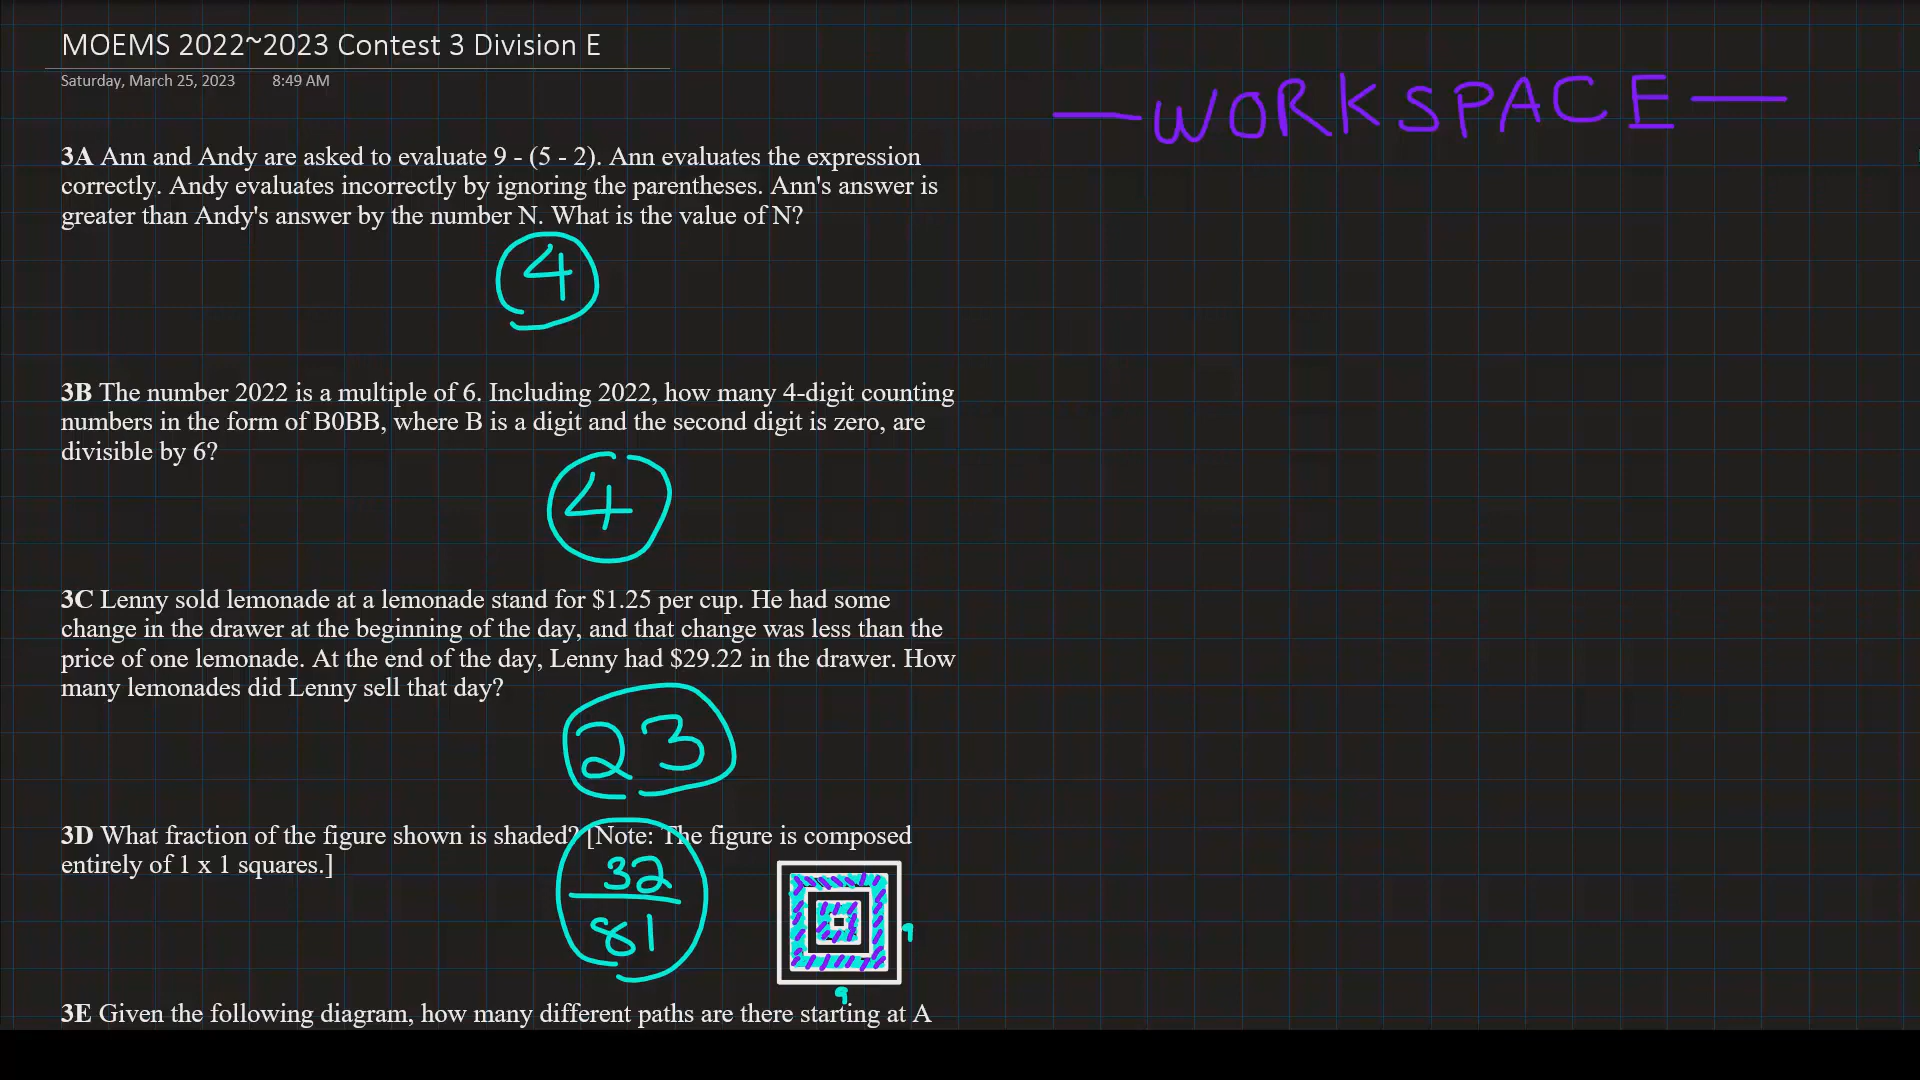 MOEMS 2022~2023 Contest 3 Division E
Saturday, March 25, 2023 8:49 AM
—WORKSPACE—
3A Ann and Andy are asked to evaluate 9 - (5 - 2). Ann evaluates the expression
correctly. Andy evaluates incorrectly by ignoring the parentheses. Ann's answer is
greater than Andy's answer by the number N. What is the value of N?
4
3B The number 2022 is a multiple of 6. Including 2022, how many 4-digit counting
numbers in the form of B0BB, where B is a digit and the second digit is zero, are
divisible by 6?
4
3C Lenny sold lemonade at a lemonade stand for $1.25 per cup. He had some
change in the drawer at the beginning of the day, and that change was less than the
price of one lemonade. At the end of the day, Lenny had $29.22 in the drawer. How
many lemonades did Lenny sell that day?
23
3D What fraction of the figure shown is shaded? [Note: The figure is composed
entirely of 1 x 1 squares.]
32
81
9
9
3E Given the following diagram, how many different paths are there starting at A